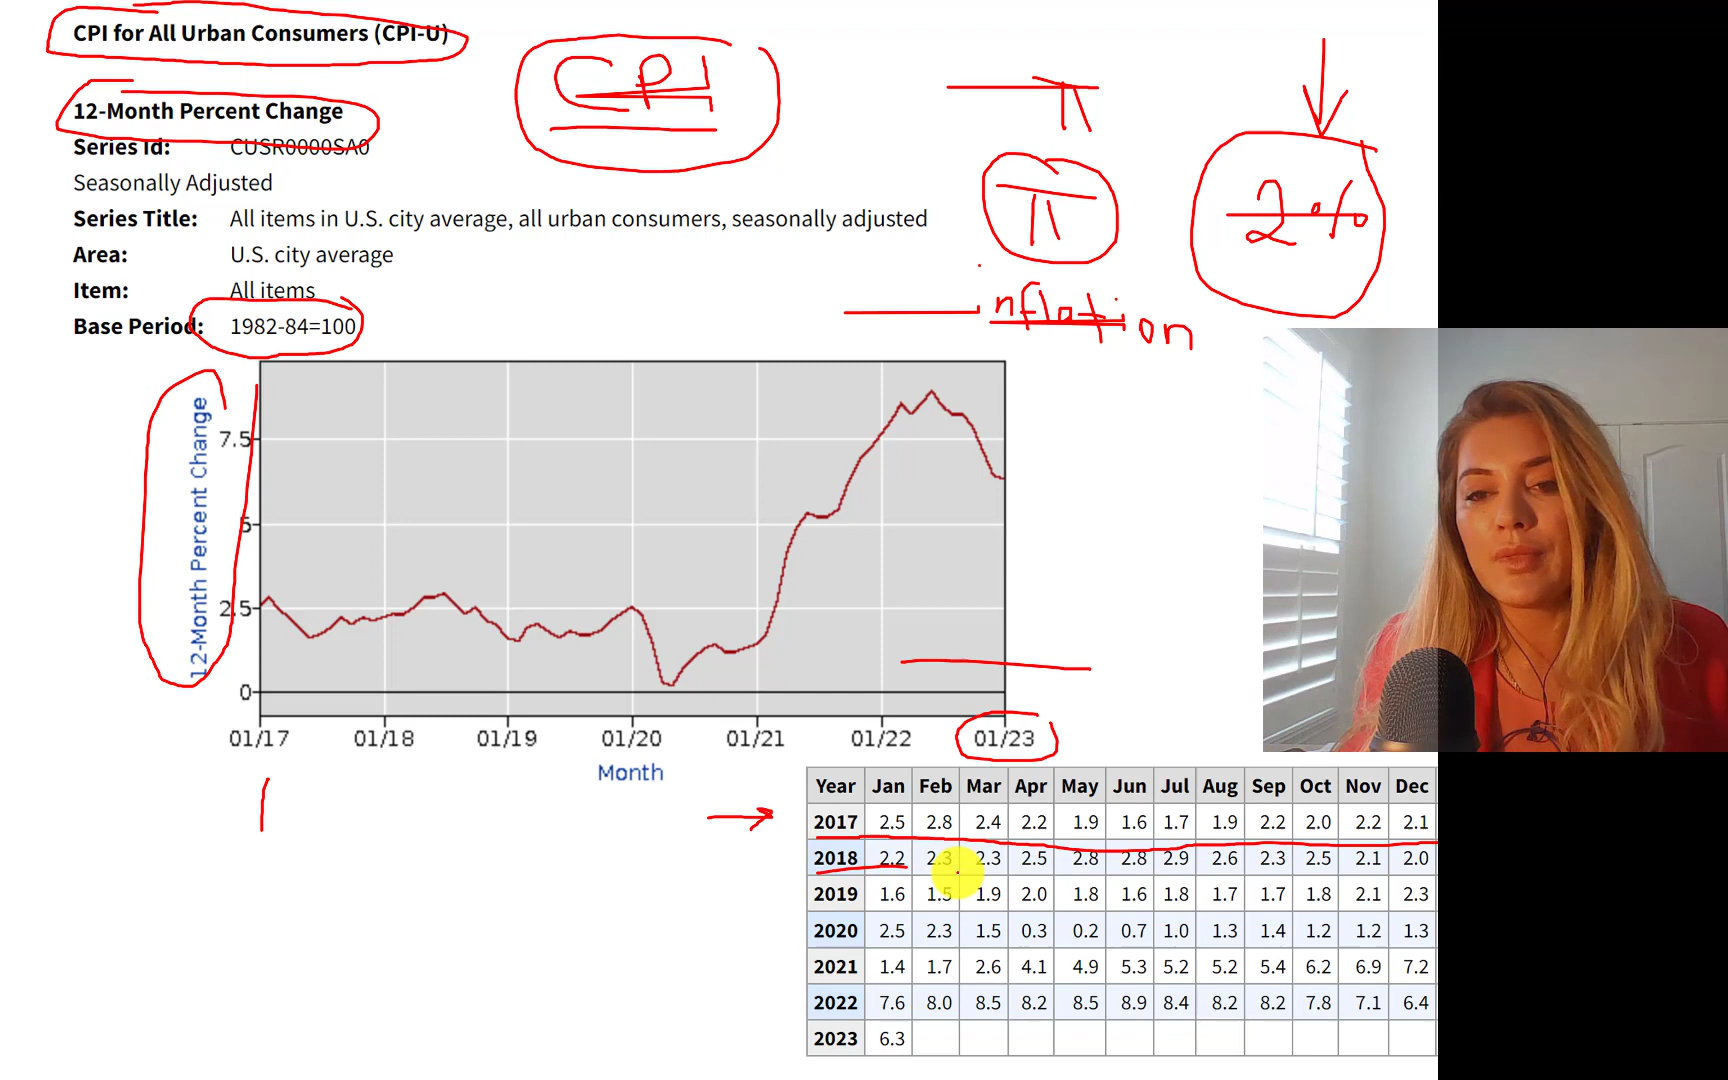 CPI for All Urban Consumers (CPI-U)
CPI
12-Month Percent Change
Series Id: CUSR0000SA0
Seasonally Adjusted
Series Title: All items in U.S. city average, all urban consumers, seasonally adjusted
Area: U.S. city average
Item: All items
Base Period: 1982-84=100
π
π
2%
inflation
12-Month Percent Change
7.5
5
2.5
0
01/17 01/18 01/19 01/20 01/21 01/22 01/23
Month
Year Jan Feb Mar Apr May Jun Jul Aug Sep Oct Nov Dec
2017 2.5 2.8 2.4 2.2 1.9 1.6 1.7 1.9 2.2 2.0 2.2 2.1
2018 2.2 2.3 2.3 2.5 2.8 2.8 2.9 2.6 2.3 2.5 2.1 2.0
2019 1.6 1.5 1.9 2.0 1.8 1.6 1.8 1.7 1.7 1.8 2.1 2.3
2020 2.5 2.3 1.5 0.3 0.2 0.7 1.0 1.3 1.4 1.2 1.2 1.3
2021 1.4 1.7 2.6 4.1 4.9 5.3 5.2 5.2 5.4 6.2 6.9 7.2
2022 7.6 8.0 8.5 8.2 8.5 8.9 8.4 8.2 8.2 7.8 7.1 6.4
2023 6.3